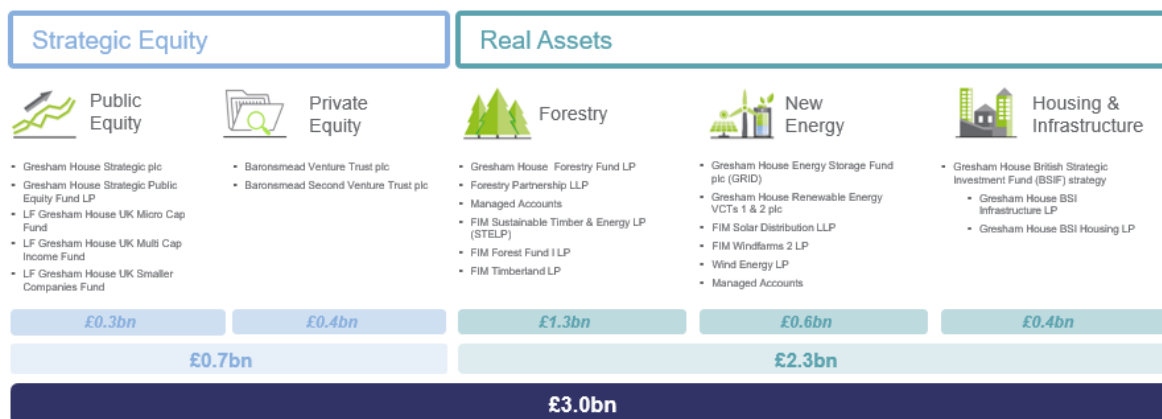 Strategic Equity
Real Assets
Public
Equity
Private
Equity
Forestry
New
Energy
Housing &
Infrastructure
▪ Gresham House Strategic plc
▪ Gresham House Strategic Public
Equity Fund LP
▪ LF Gresham House UK Micro Cap
Fund
▪ LF Gresham House UK Multi Cap
Income Fund
▪ LF Gresham House UK Smaller
Companies Fund
▪ Baronsmead Venture Trust plc
▪ Baronsmead Second Venture Trust plc
▪ Gresham House Forestry Fund LP
▪ Forestry Partnership LLP
▪ Managed Accounts
▪ FIM Sustainable Timber & Energy LP
(STELP)
▪ FIM Forest Fund I LP
▪ FIM Timberland LP
▪ Gresham House Energy Storage Fund
plc (GRID)
▪ Gresham House Renewable Energy
VCTs 1 & 2 plc
▪ FIM Solar Distribution LLP
▪ FIM Windfarms 2 LP
▪ Wind Energy LP
▪ Managed Accounts
▪ Gresham House British Strategic
Investment Fund (BSIF) strategy
▪ Gresham House BSI
Infrastructure LP
▪ Gresham House BSI Housing LP
£0.3bn
£0.4bn
£1.3bn
£0.6bn
£0.4bn
£0.7bn
£2.3bn
£3.0bn